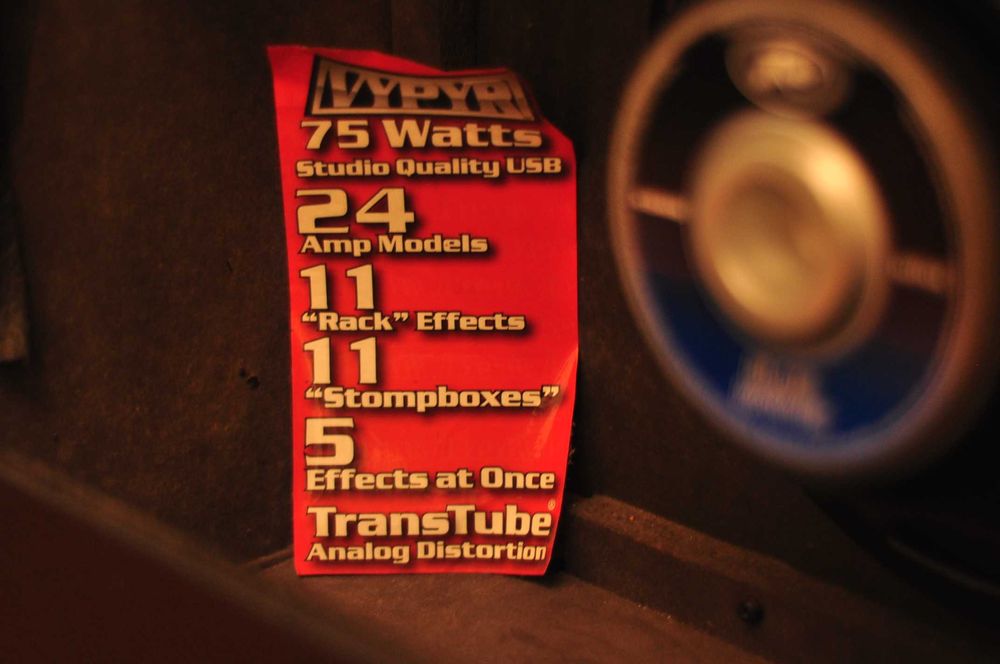 VYPYR
75 Watts
Studio Quality USB
24
Amp Models
11
"Rack" Effects
11
"Stompboxes"
5
Effects at Once
TransTube®
Analog Distortion